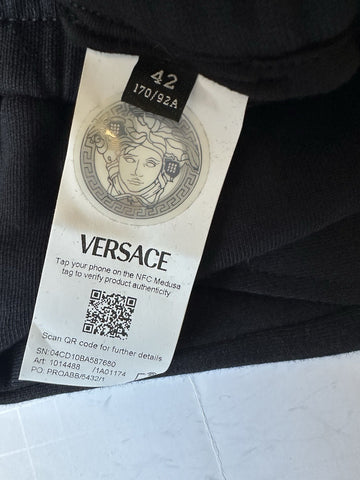 42
170/92A
VERSACE
Tap your phone on the NFC Medusa
tag to verify product authenticity
Scan QR code for further details
SN:04CD10BA587680
Art: 1014488 /1A01174
PO: PROABB/5432/1